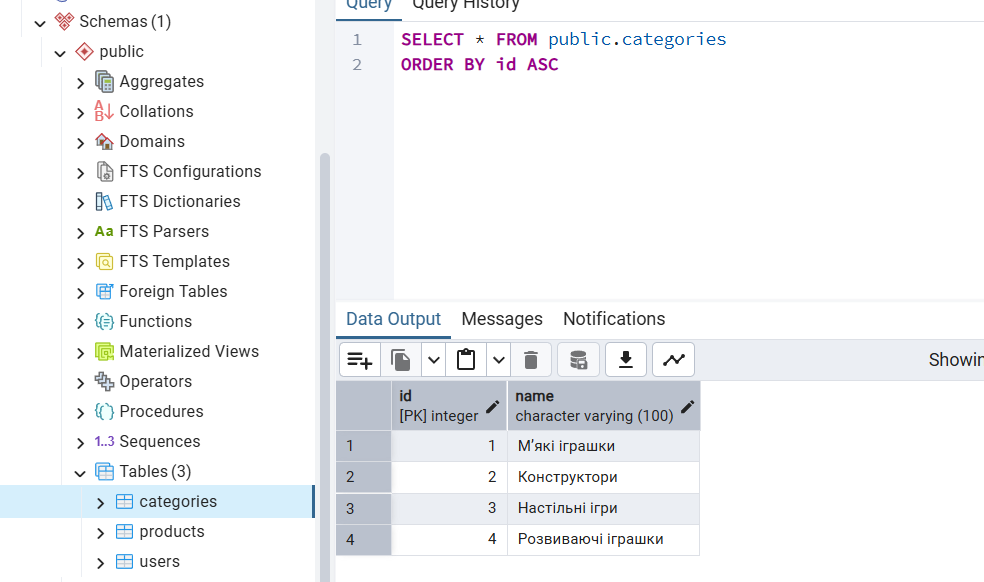 Query Query History
Schemas (1)
public
Aggregates
Collations
Domains
FTS Configurations
FTS Dictionaries
Aa FTS Parsers
FTS Templates
Foreign Tables
Functions
Materialized Views
Operators
Procedures
1..3 Sequences
Tables (3)
categories
products
users
1 SELECT * FROM public.categories
2 ORDER BY id ASC
Data Output Messages Notifications
Showin
id name
[PK] integer character varying (100)
1 1 М’які іграшки
2 2 Конструктори
3 3 Настільні ігри
4 4 Розвиваючі іграшки